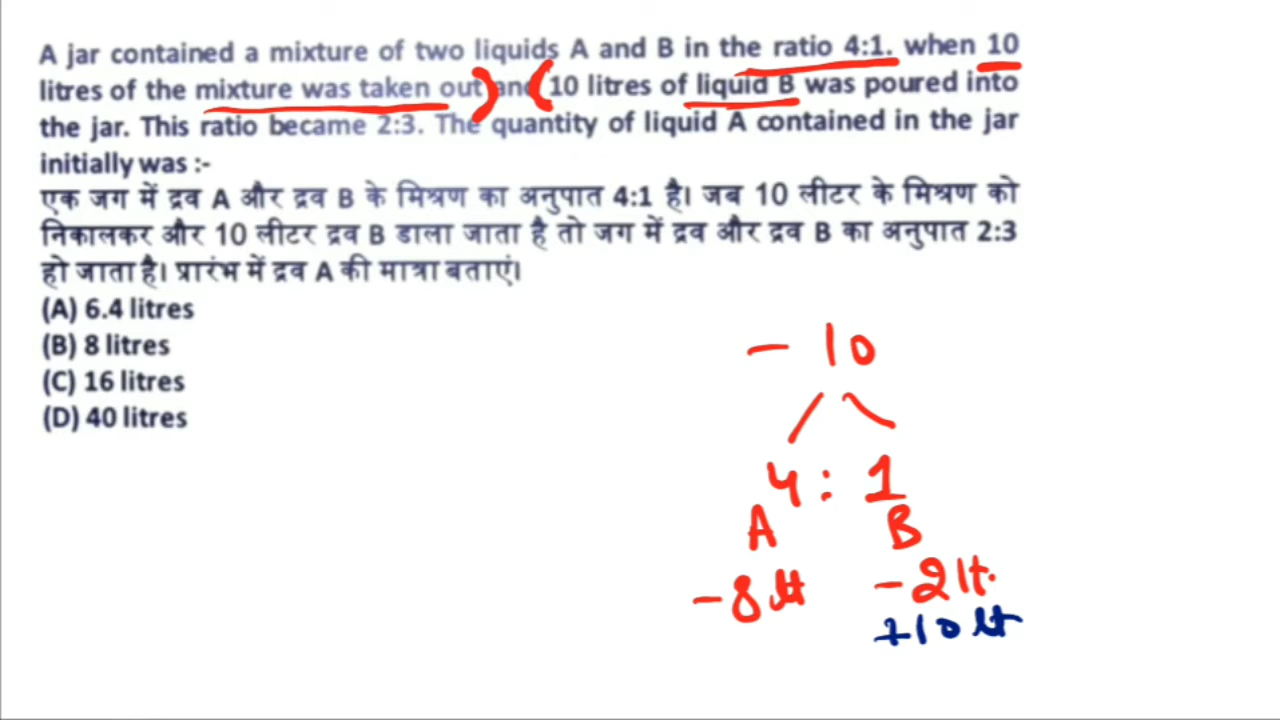 A jar contained a mixture of two liquids A and B in the ratio 4:1. when 10
litres of the mixture was taken out and 10 litres of liquid B was poured into
the jar. This ratio became 2:3. The quantity of liquid A contained in the jar
initially was :-
एक जग में द्रव A और द्रव B के मिश्रण का अनुपात 4:1 है। जब 10 लीटर के मिश्रण को
निकालकर और 10 लीटर द्रव B डाला जाता है तो जग में द्रव और द्रव B का अनुपात 2:3
हो जाता है। प्रारंभ में द्रव A की मात्रा बताएं।
(A) 6.4 litres
(B) 8 litres
(C) 16 litres
(D) 40 litres
- 10
4 : 1
A B
-8 lt -2 lt.
+10 lt